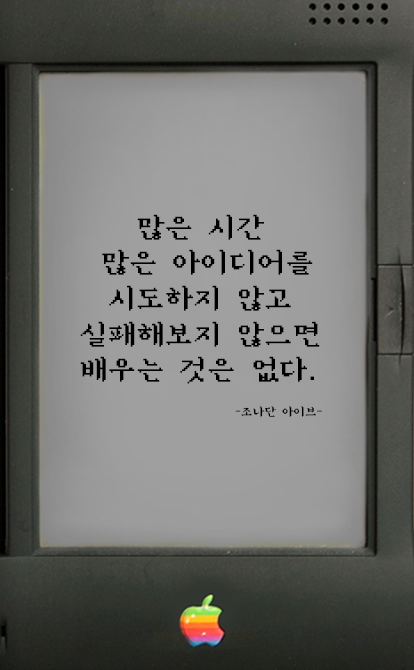 많은 시간
많은 아이디어를
시도하지 않고
실패해보지 않으면
배우는 것은 없다.
-조나단 아이브-